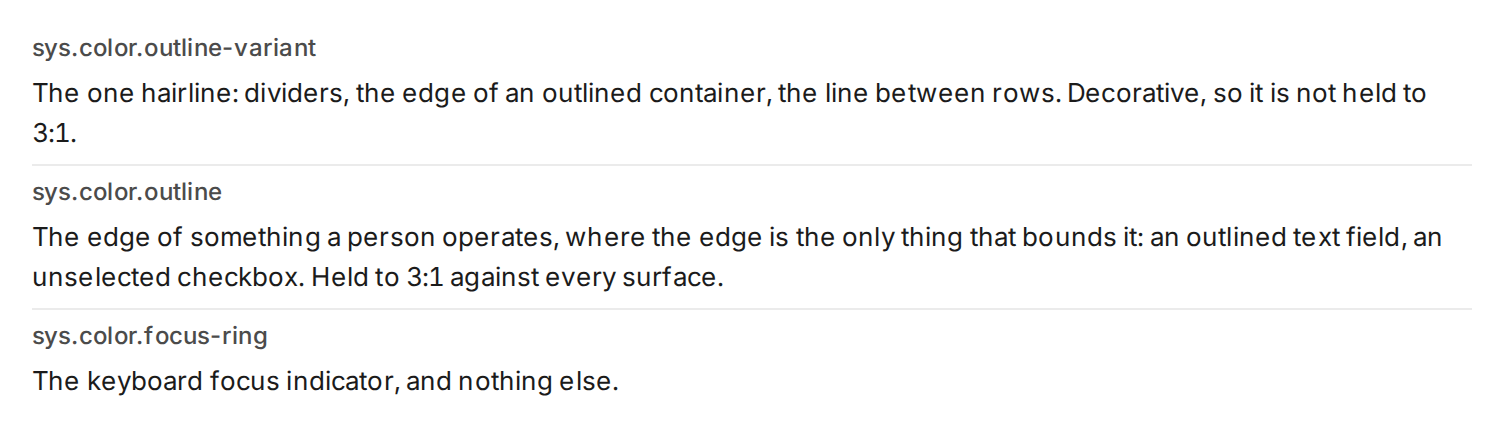 sys.color.outline-variant
The one hairline: dividers, the edge of an outlined container, the line between rows. Decorative, so it is not held to
3:1.
sys.color.outline
The edge of something a person operates, where the edge is the only thing that bounds it: an outlined text field, an
unselected checkbox. Held to 3:1 against every surface.
sys.color.focus-ring
The keyboard focus indicator, and nothing else.